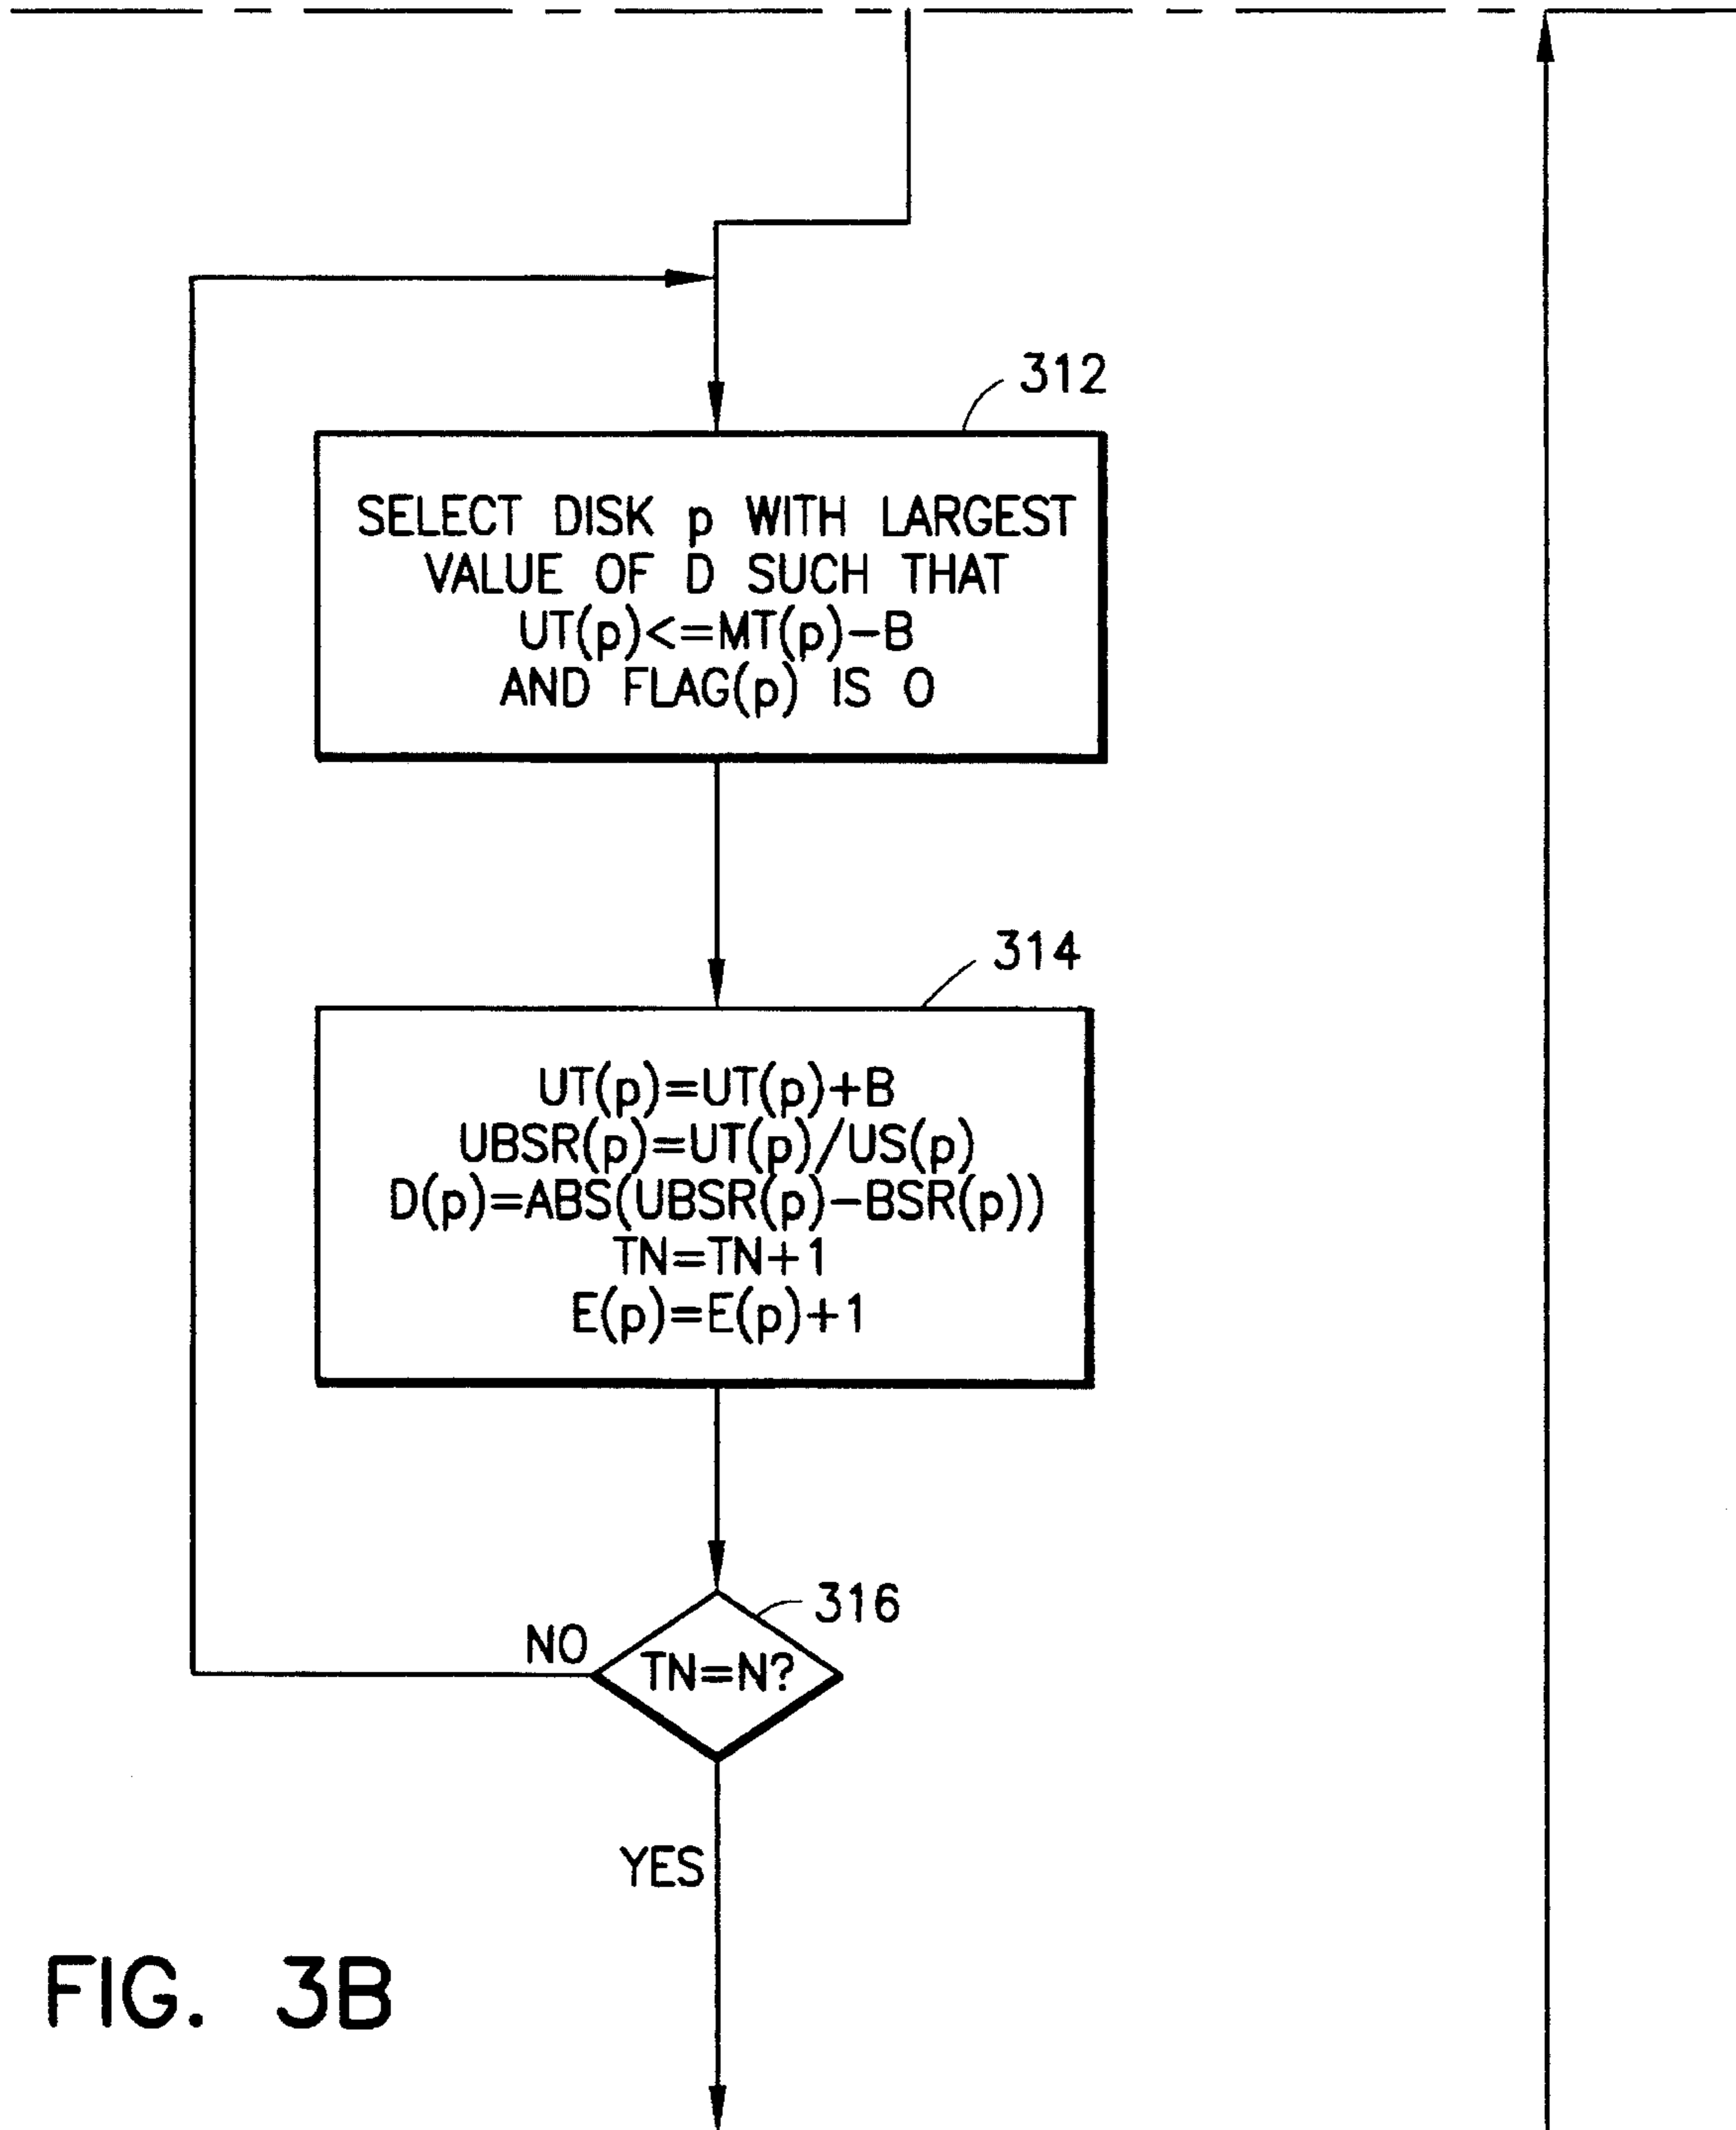 312
SELECT DISK p WITH LARGEST
VALUE OF D SUCH THAT
UT(p)<=MT(p)-B
AND FLAG(p) IS 0
314
UT(p)=UT(p)+B
UBSR(p)=UT(p)/US(p)
D(p)=ABS(UBSR(p)-BSR(p))
TN=TN+1
E(p)=E(p)+1
316
NO
TN=N?
YES
FIG. 3B